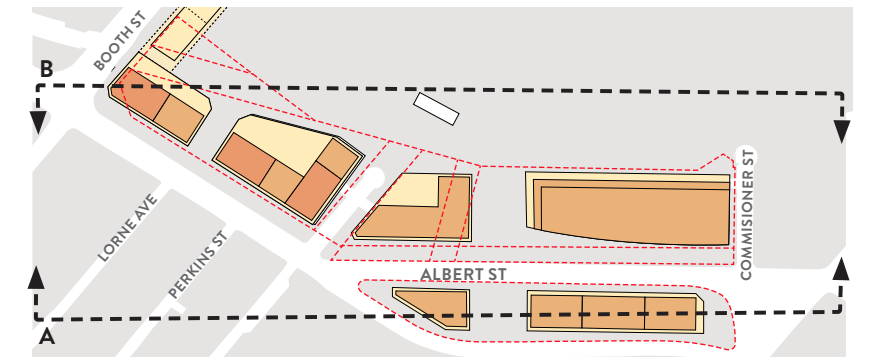 BOOTH ST
B
LORNE AVE
PERKINS ST
COMMISIONER ST
ALBERT ST
A